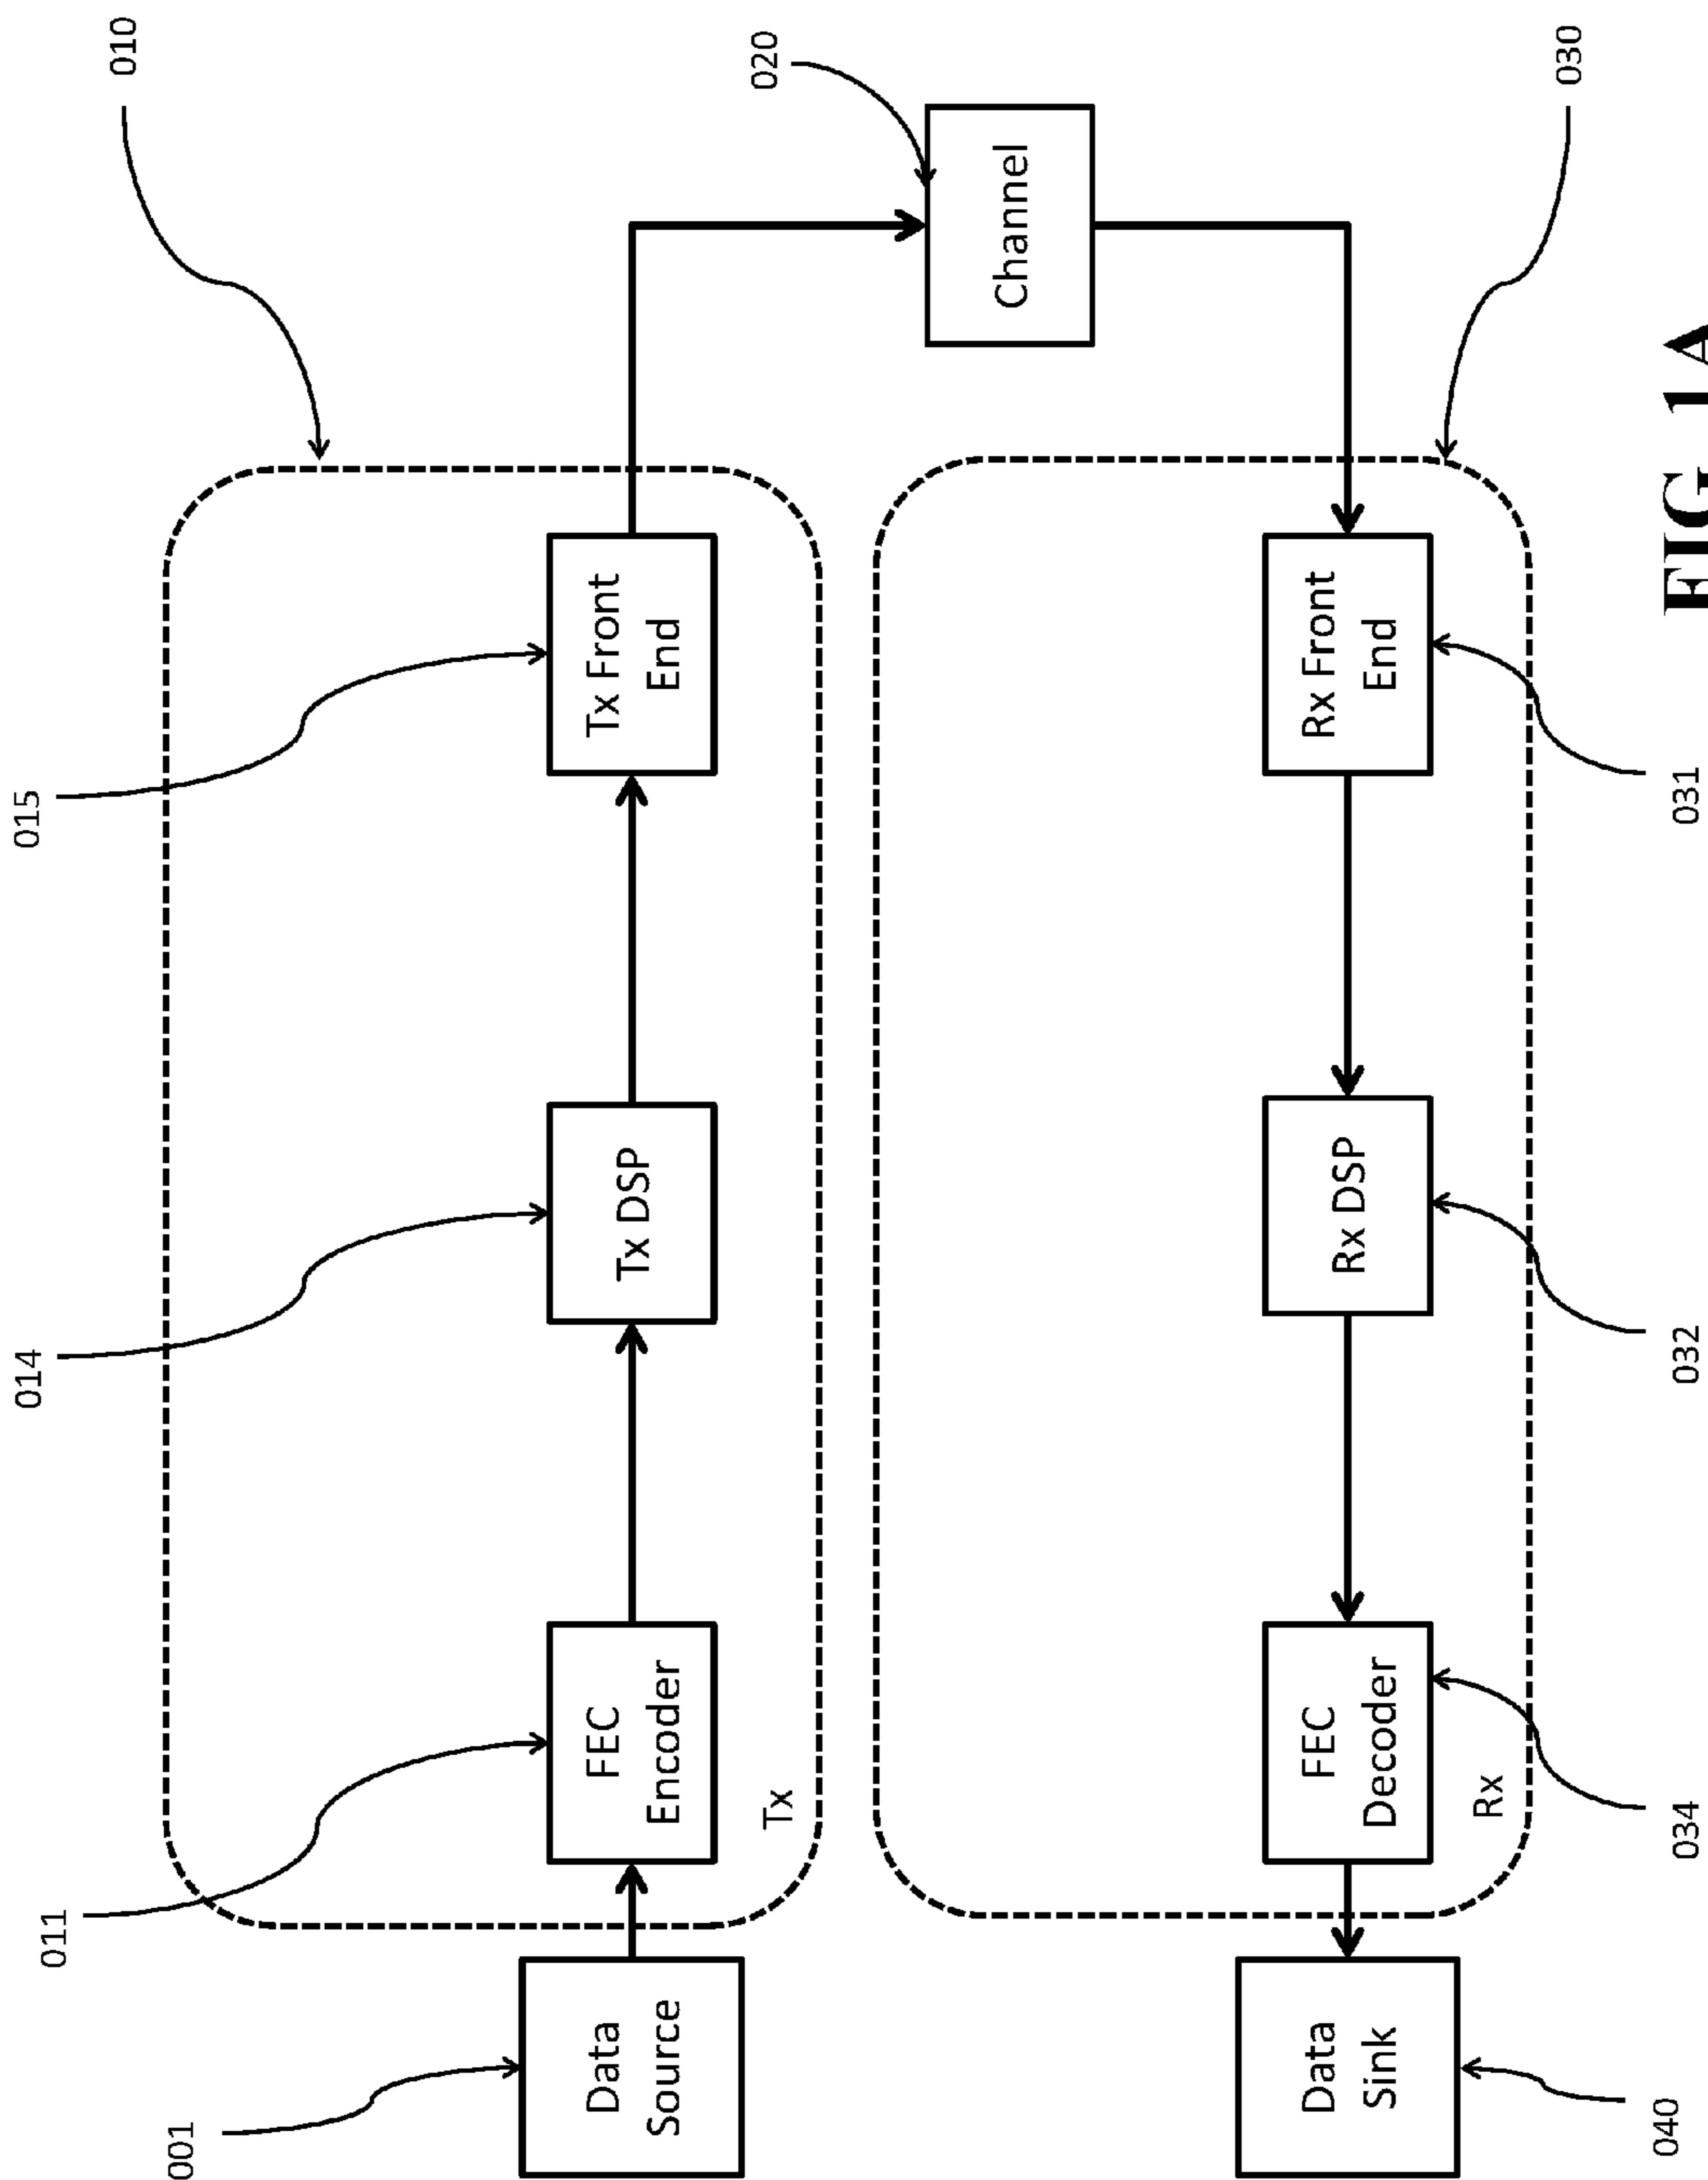 010
015
014
011
001
Data
Source
FEC
Encoder
Tx DSP
Tx Front
End
Tx
020
Channel
Data
Sink
FEC
Decoder
Rx DSP
Rx Front
End
Rx
030
040
034
032
031
FIG 1A